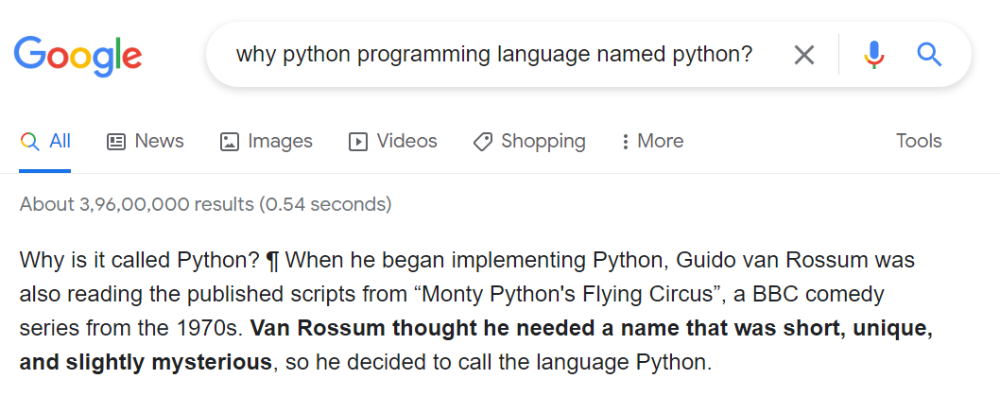 Google
why python programming language named python?
All
News
Images
Videos
Shopping
More
Tools
About 3,96,00,000 results (0.54 seconds)
Why is it called Python? ¶ When he began implementing Python, Guido van Rossum was
also reading the published scripts from “Monty Python's Flying Circus”, a BBC comedy
series from the 1970s. Van Rossum thought he needed a name that was short, unique,
and slightly mysterious, so he decided to call the language Python.